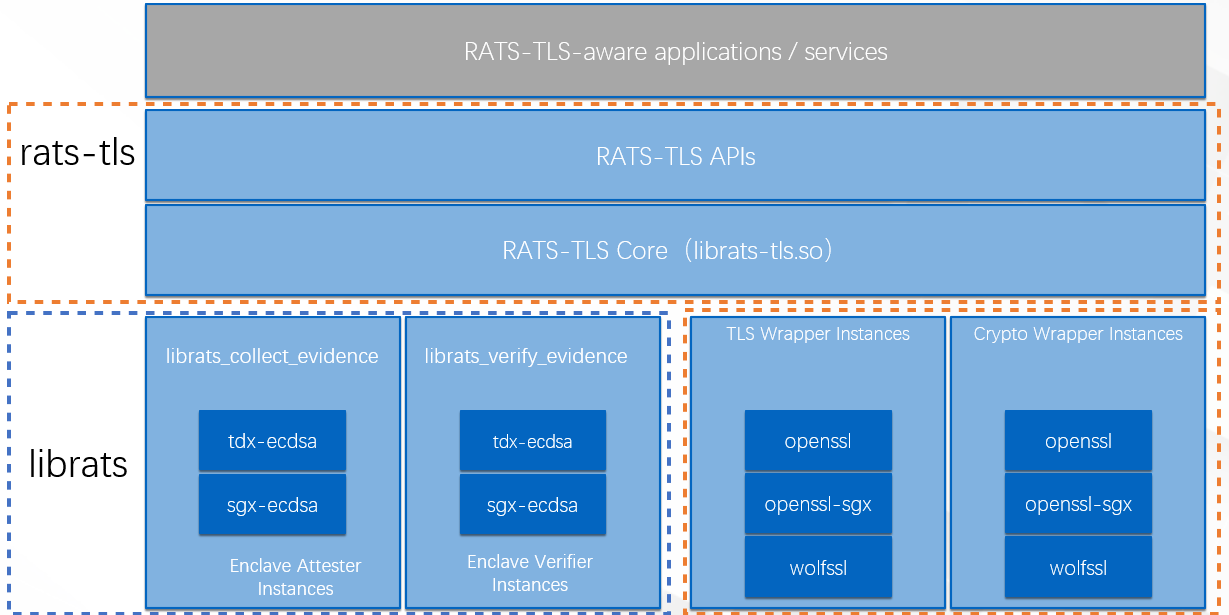 RATS-TLS-aware applications / services
rats-tls
RATS-TLS APIs
RATS-TLS Core（librats-tls.so）
librats
librats_collect_evidence
tdx-ecdsa
sgx-ecdsa
Enclave Attester
Instances
librats_verify_evidence
tdx-ecdsa
sgx-ecdsa
Enclave Verifier
Instances
TLS Wrapper Instances
openssl
openssl-sgx
wolfssl
Crypto Wrapper Instances
openssl
openssl-sgx
wolfssl